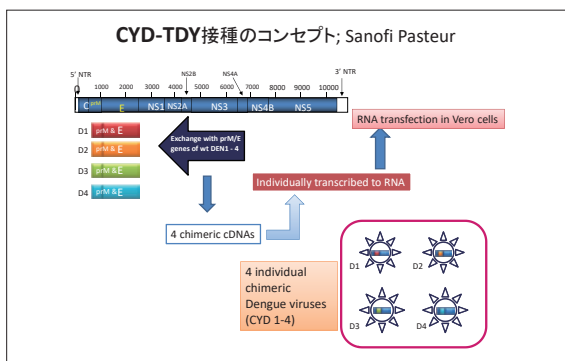 CYD-TDY接種のコンセプト; Sanofi Pasteur
5' NTR
NS2B
NS4A
3' NTR
0 1000 2000 3000 4000 5000 6000 7000 8000 9000 10000
C prM E NS1 NS2A NS3 NS4B NS5
RNA transfection in Vero cells
D1 prM & E
D2 prM & E
D3 prM & E
D4 prM & E
Exchange with prM/E
genes of wt DEN1 - 4
Individually transcribed to RNA
4 chimeric cDNAs
4 individual
chimeric
Dengue viruses
(CYD 1-4)
D1
D2
D3
D4